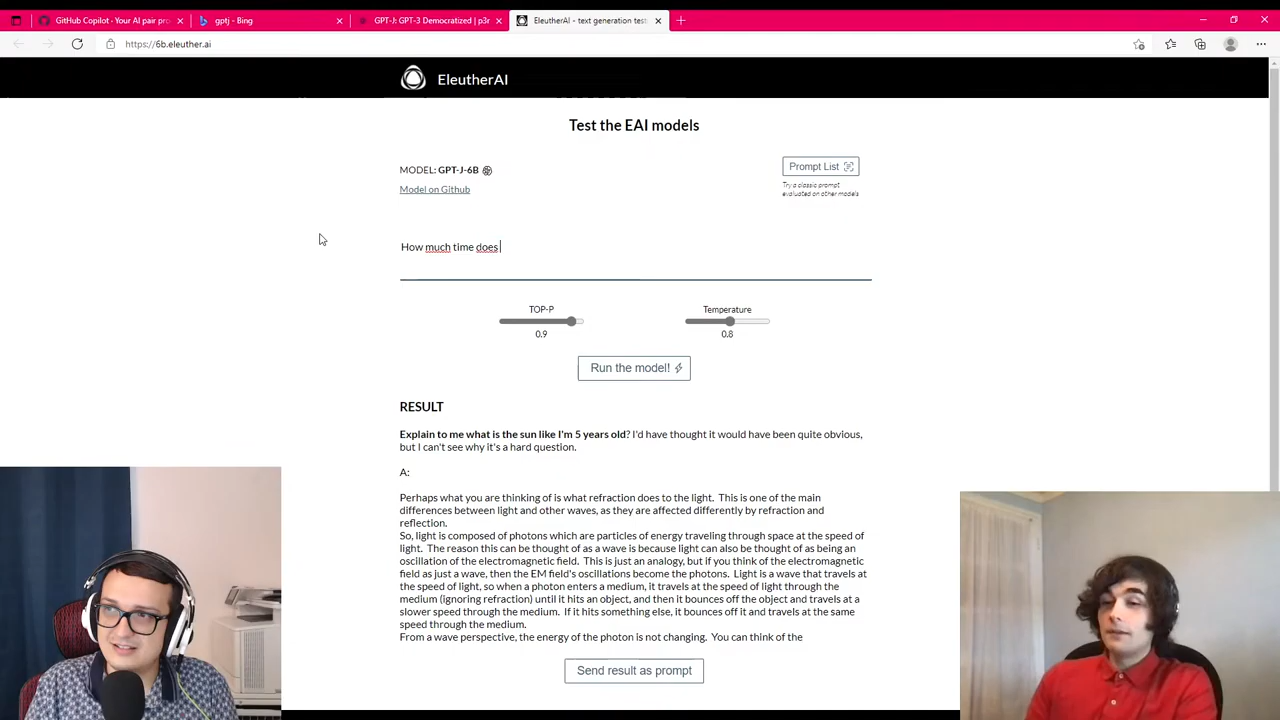 GitHub Copilot · Your AI pair pro
gptj - Bing
GPT-J: GPT-3 Democratized | p3r
EleutherAI - text generation test
https://6b.eleuther.ai
EleutherAI
Test the EAI models
MODEL: GPT-J-6B
Prompt List
Model on Github
Try a classic prompt
evaluated on other models
How much time does
TOP-P
Temperature
0.9
0.8
Run the model!
RESULT
Explain to me what is the sun like I'm 5 years old? I'd have thought it would have been quite obvious,
but I can't see why it's a hard question.
A:
Perhaps what you are thinking of is what refraction does to the light. This is one of the main
differences between light and other waves, as they are affected differently by refraction and
reflection.
So, light is composed of photons which are particles of energy traveling through space at the speed of
light. The reason this can be thought of as a wave is because light can also be thought of as being an
oscillation of the electromagnetic field. This is just an analogy, but if you think of the electromagnetic
field as just a wave, then the EM field's oscillations become the photons. Light is a wave that travels at
the speed of light, so when a photon enters a medium, it travels at the speed of light through the
medium (ignoring refraction) until it hits an object, and then it bounces off the object and travels at a
slower speed through the medium. If it hits something else, it bounces off it and travels at the same
speed through the medium.
From a wave perspective, the energy of the photon is not changing. You can think of the
Send result as prompt